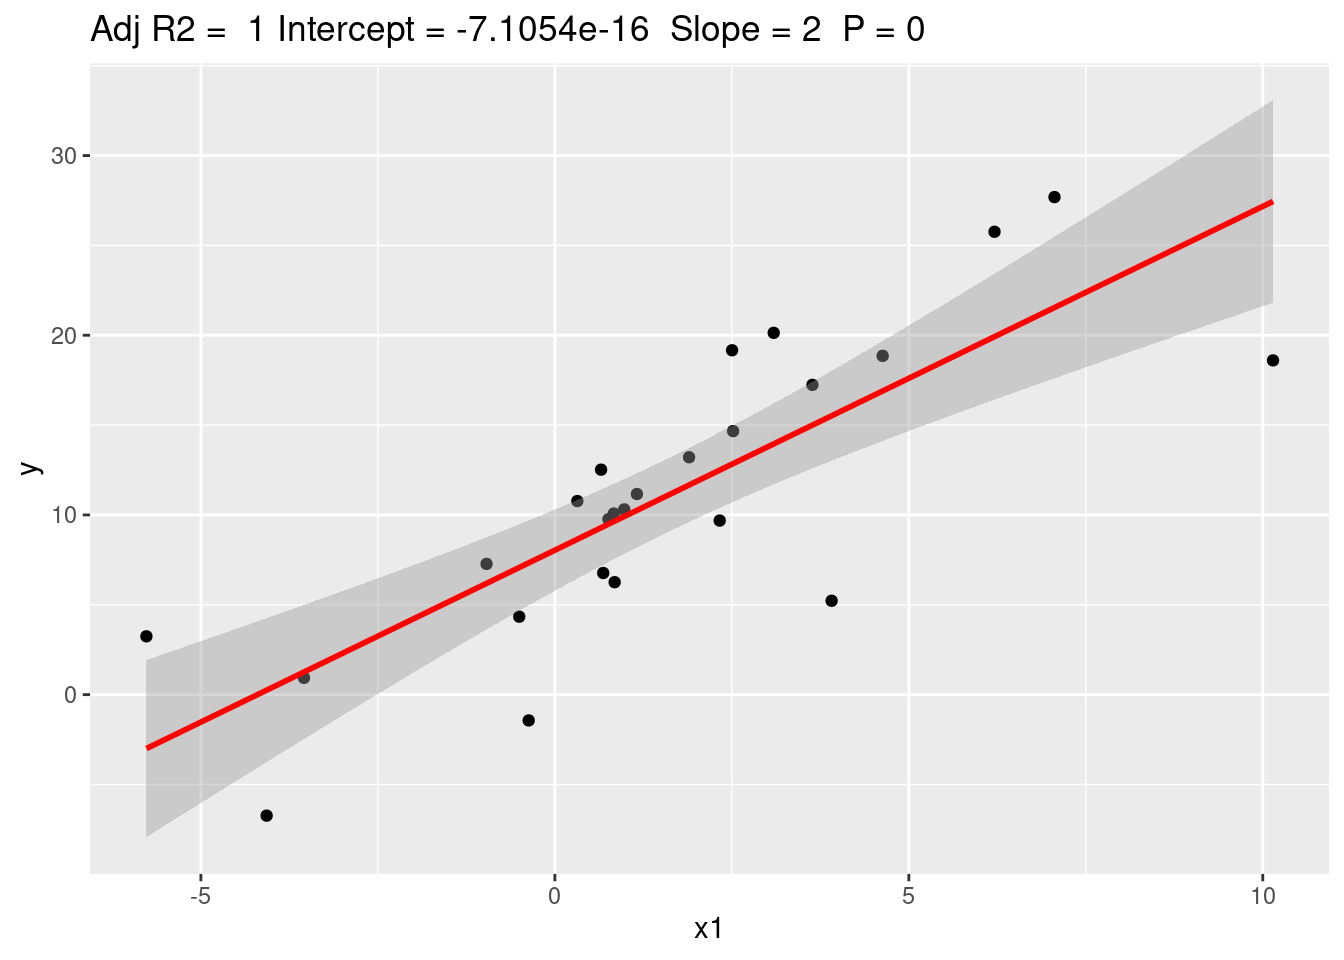 Adj R2 =  1 Intercept = -7.1054e-16  Slope = 2  P = 0
30
20
10
0
y
-5 0 5 10
x1